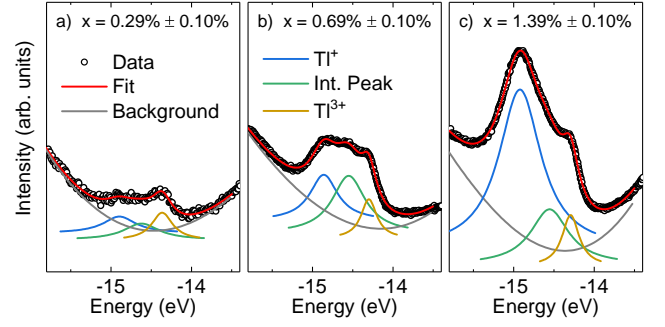 a) x = 0.29% ± 0.10%
b) x = 0.69% ± 0.10%
c) x = 1.39% ± 0.10%
Data
Fit
Background
Tl⁺
Int. Peak
Tl³⁺
Intensity (arb. units)
-15
-14
-15
-14
-15
-14
Energy (eV)
Energy (eV)
Energy (eV)